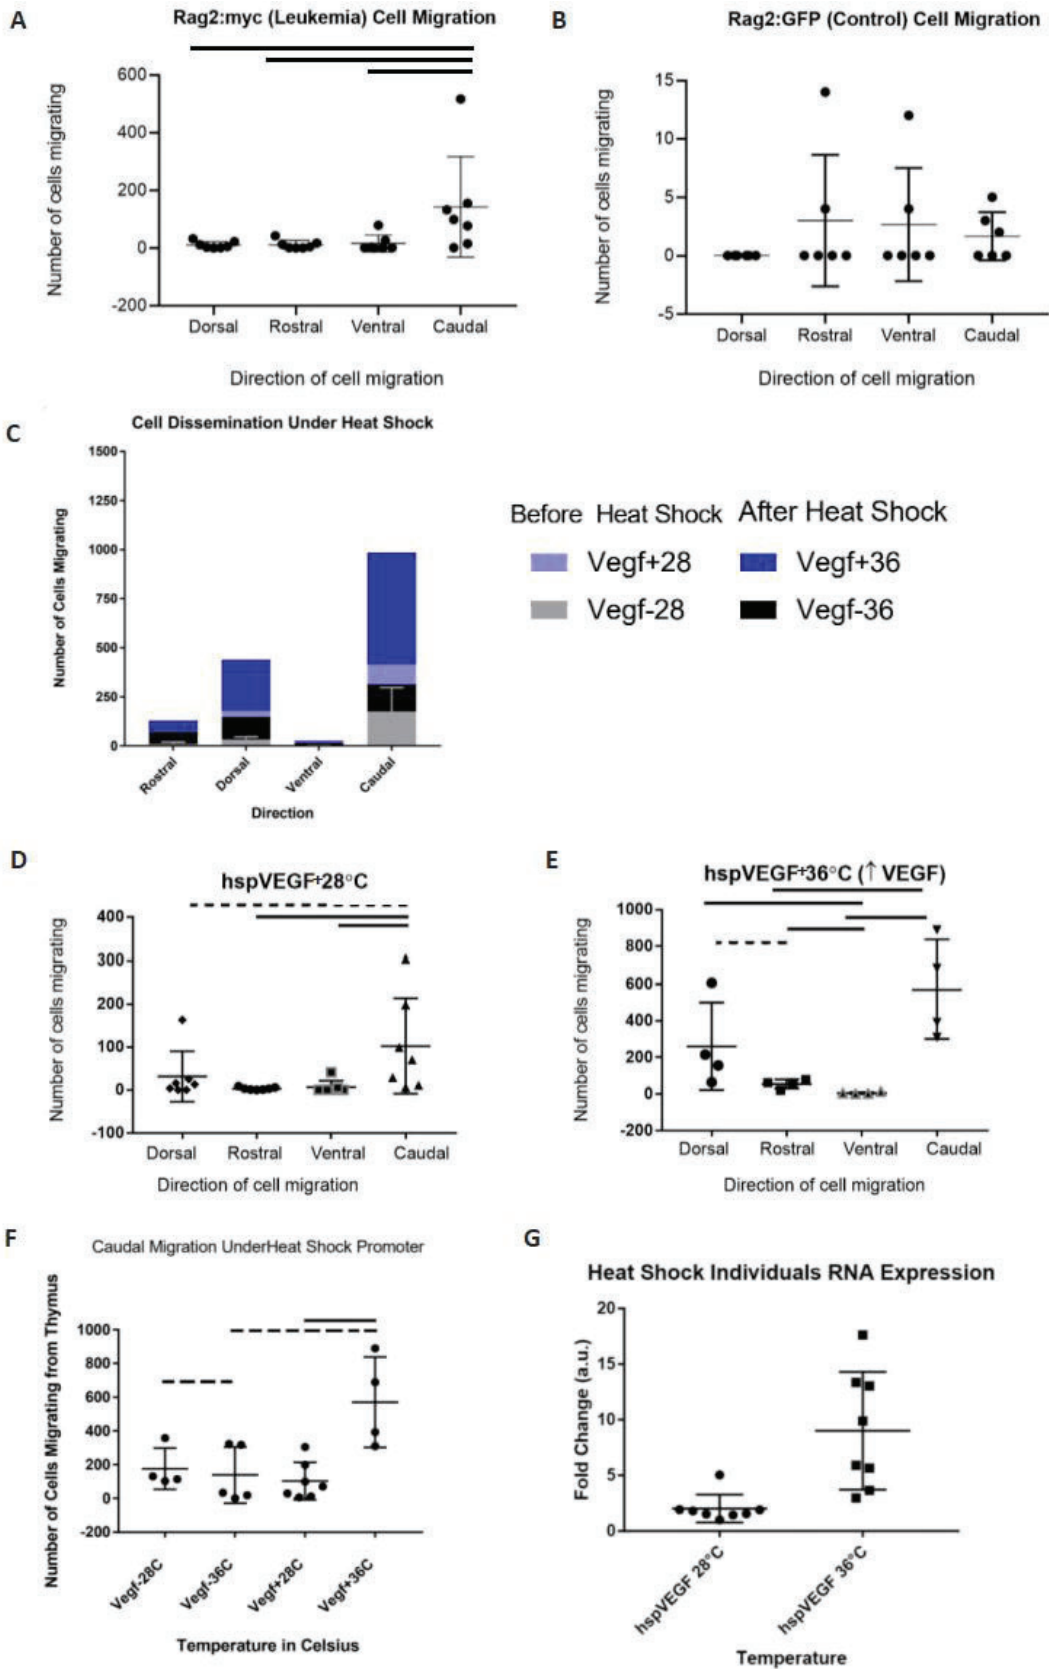 A
Rag2:myc (Leukemia) Cell Migration
600
400
200
0
-200
Number of cells migrating
Dorsal Rostral Ventral Caudal
Direction of cell migration
B
Rag2:GFP (Control) Cell Migration
15
10
5
0
-5
Number of cells migrating
Dorsal Rostral Ventral Caudal
Direction of cell migration
C
Cell Dissemination Under Heat Shock
1500
1250
1000
750
500
250
0
Number of Cells Migrating
Rostral Dorsal Ventral Caudal
Direction
Before Heat Shock After Heat Shock
Vegf+28 Vegf+36
Vegf-28 Vegf-36
D
hspVEGF+28°C
400
300
200
100
0
-100
Number of cells migrating
Dorsal Rostral Ventral Caudal
Direction of cell migration
E
hspVEGF+36°C (↑ VEGF)
1000
800
600
400
200
0
-200
Number of cells migrating
Dorsal Rostral Ventral Caudal
Direction of cell migration
F
Caudal Migration UnderHeat Shock Promoter
1000
800
600
400
200
0
-200
Number of Cells Migrating from Thymus
Vegf-28C Vegf-36C Vegf+28C Vegf+36C
Temperature in Celsius
G
Heat Shock Individuals RNA Expression
20
15
10
5
0
Fold Change (a.u.)
hspVEGF 28°C hspVEGF 36°C
Temperature